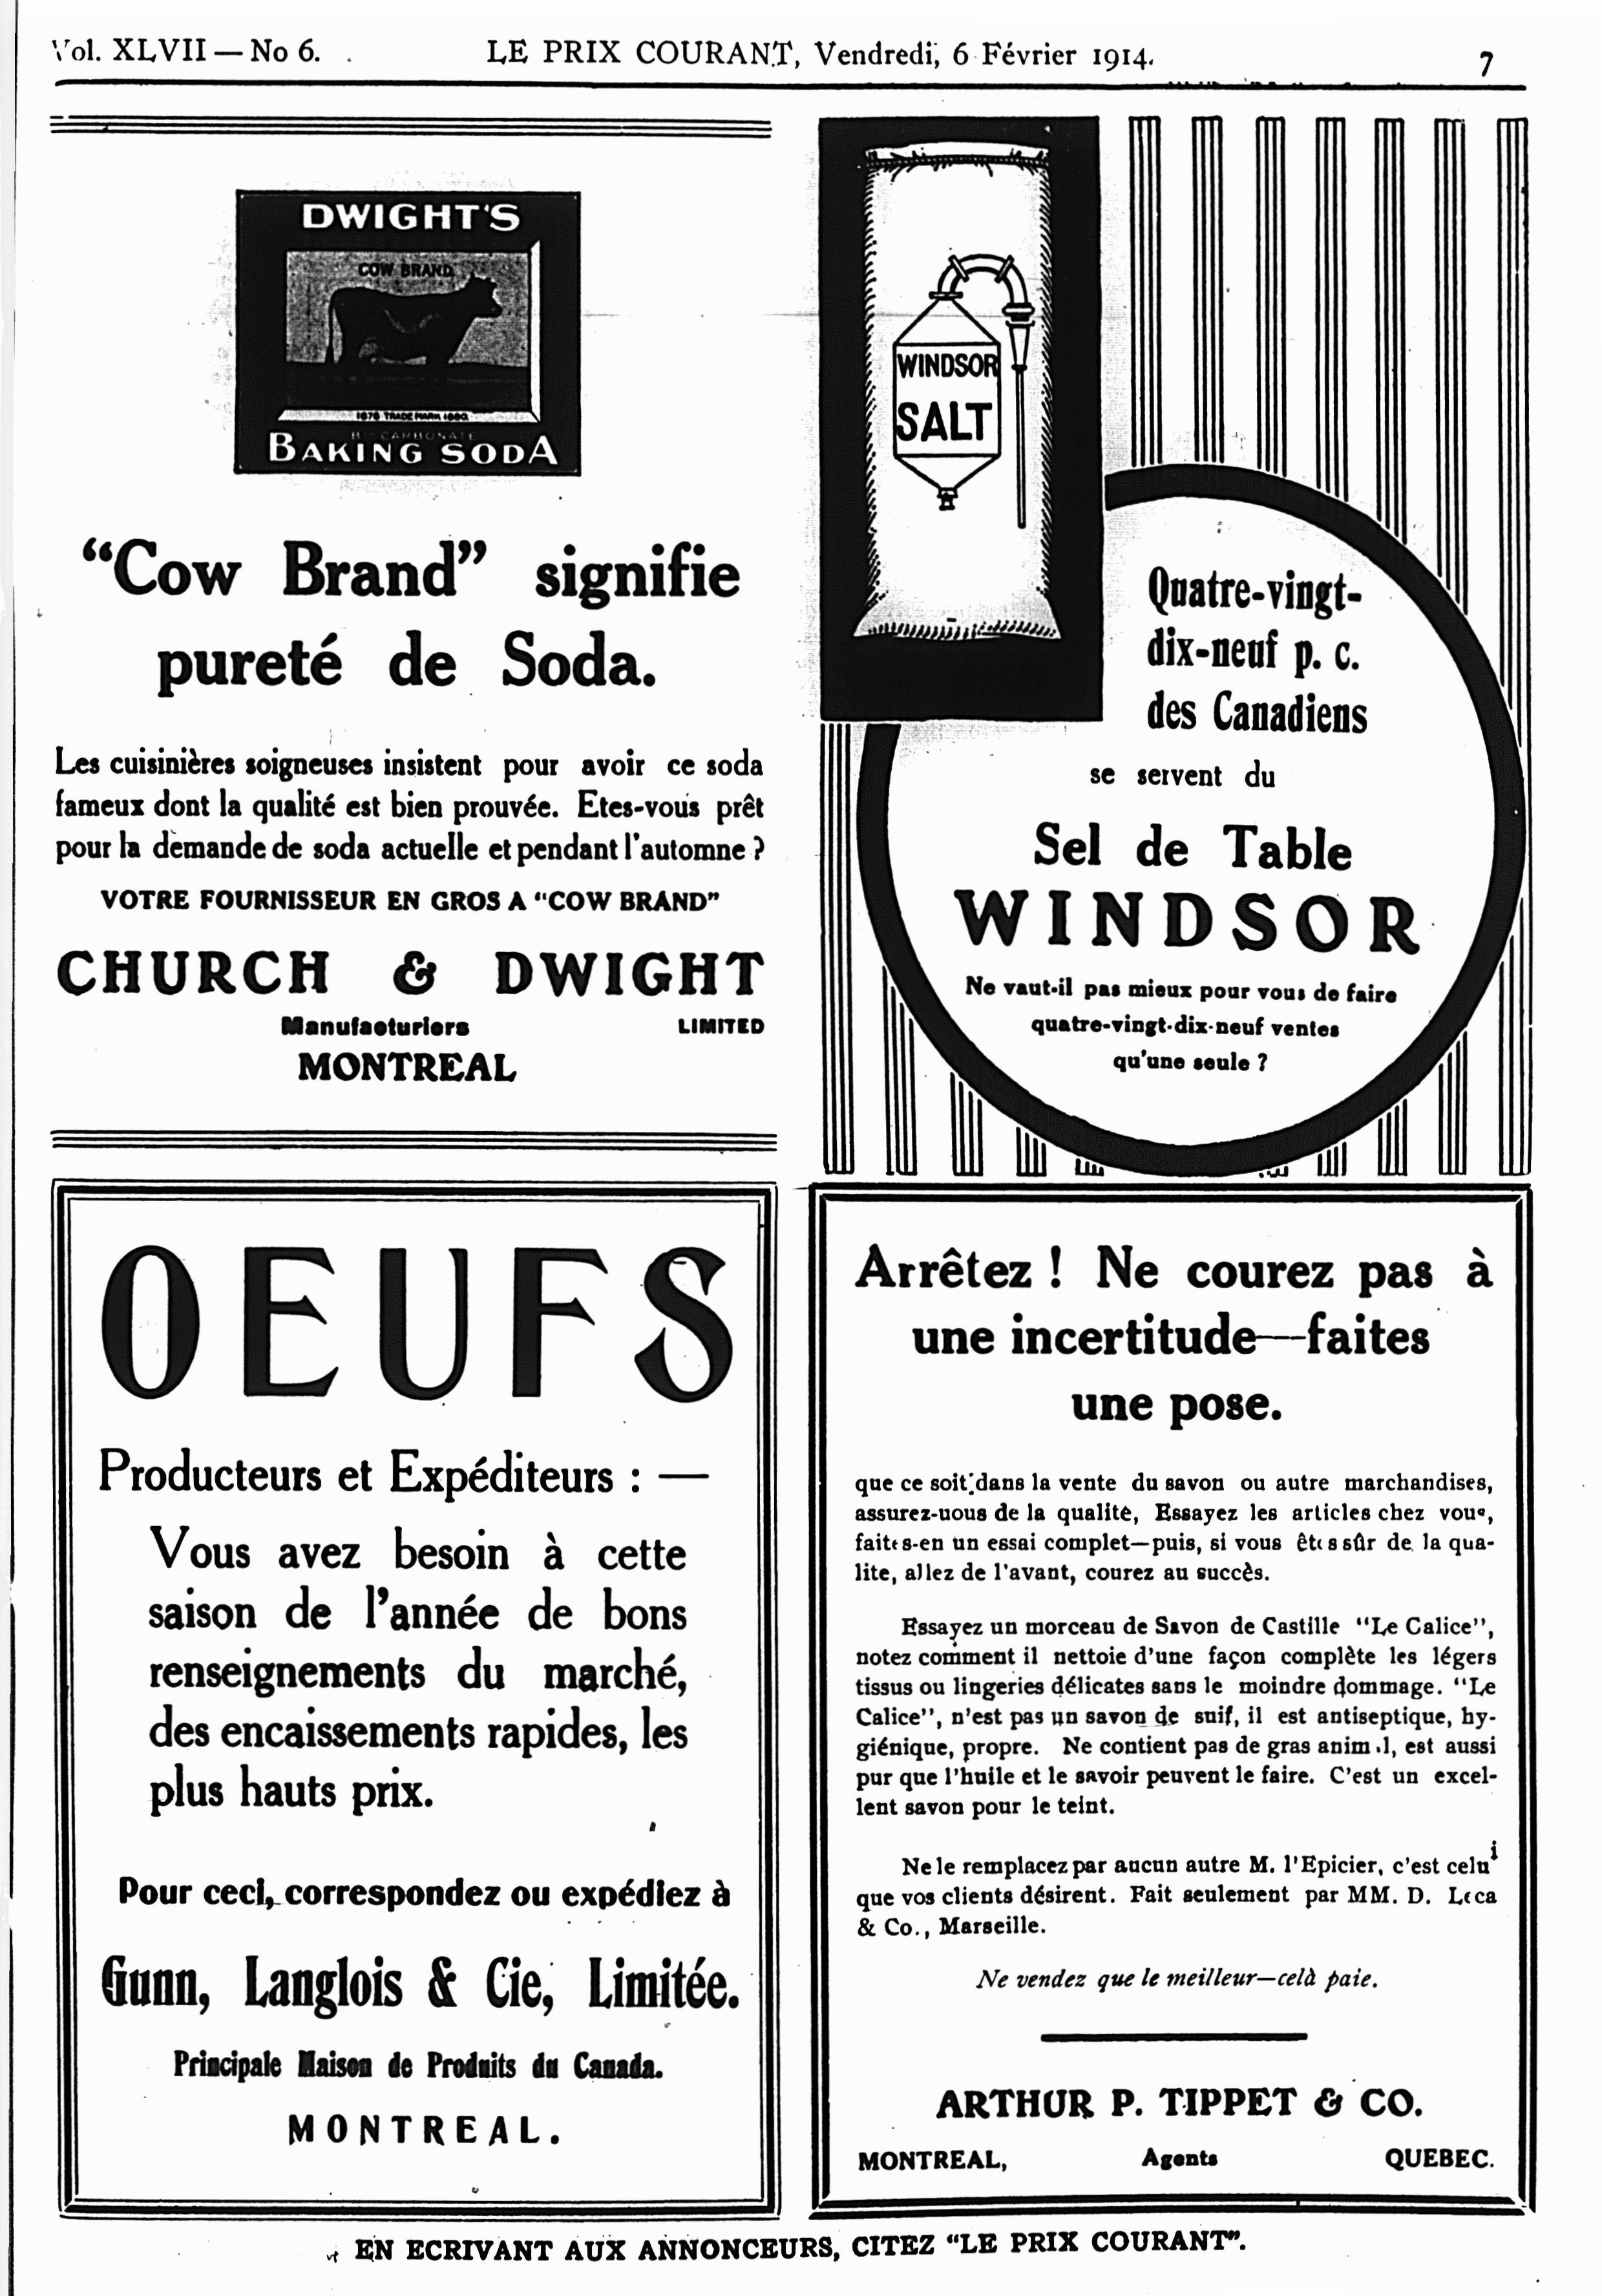 Vol. XLVII — No 6.
LE PRIX COURANT, Vendredi, 6 Février 1914.
7
DWIGHT'S
COW BRAND
1876 TRADE MARK 1880
BI-CARBONATE
BAKING SODA
“Cow Brand” signifie
pureté de Soda.
Les cuisinières soigneuses insistent pour avoir ce soda
fameux dont la qualité est bien prouvée. Etes-vous prêt
pour la demande de soda actuelle et pendant l'automne ?
VOTRE FOURNISSEUR EN GROS A “COW BRAND”
CHURCH & DWIGHT
Manufacturiers LIMITED
MONTREAL
WINDSOR
SALT
Quatre-vingt-
dix-neuf p. c.
des Canadiens
se servent du
Sel de Table
WINDSOR
Ne vaut-il pas mieux pour vous de faire
quatre-vingt-dix-neuf ventes
qu'une seule ?
OEUFS
Producteurs et Expéditeurs : —
Vous avez besoin à cette
saison de l'année de bons
renseignements du marché,
des encaissements rapides, les
plus hauts prix.
Pour ceci, correspondez ou expédiez à
Gunn, Langlois & Cie, Limitée.
Principale Maison de Produits du Canada.
MONTREAL.
Arrêtez ! Ne courez pas à
une incertitude—faites
une pose.
que ce soit dans la vente du savon ou autre marchandises,
assurez-uous de la qualité, Essayez les articles chez vous,
faites-en un essai complet—puis, si vous êtes sûr de la qua-
lite, allez de l'avant, courez au succès.
Essayez un morceau de Savon de Castille “Le Calice”,
notez comment il nettoie d'une façon complète les légers
tissus ou lingeries délicates sans le moindre dommage. “Le
Calice”, n'est pas un savon de suif, il est antiseptique, hy-
giénique, propre. Ne contient pas de gras animal, est aussi
pur que l'huile et le savoir peuvent le faire. C'est un excel-
lent savon pour le teint.
Ne le remplacez par aucun autre M. l'Epicier, c'est celui
que vos clients désirent. Fait seulement par MM. D. Leca
& Co., Marseille.
Ne vendez que le meilleur—celà paie.
ARTHUR P. TIPPET & CO.
MONTREAL, Agents QUEBEC.
EN ECRIVANT AUX ANNONCEURS, CITEZ “LE PRIX COURANT”.